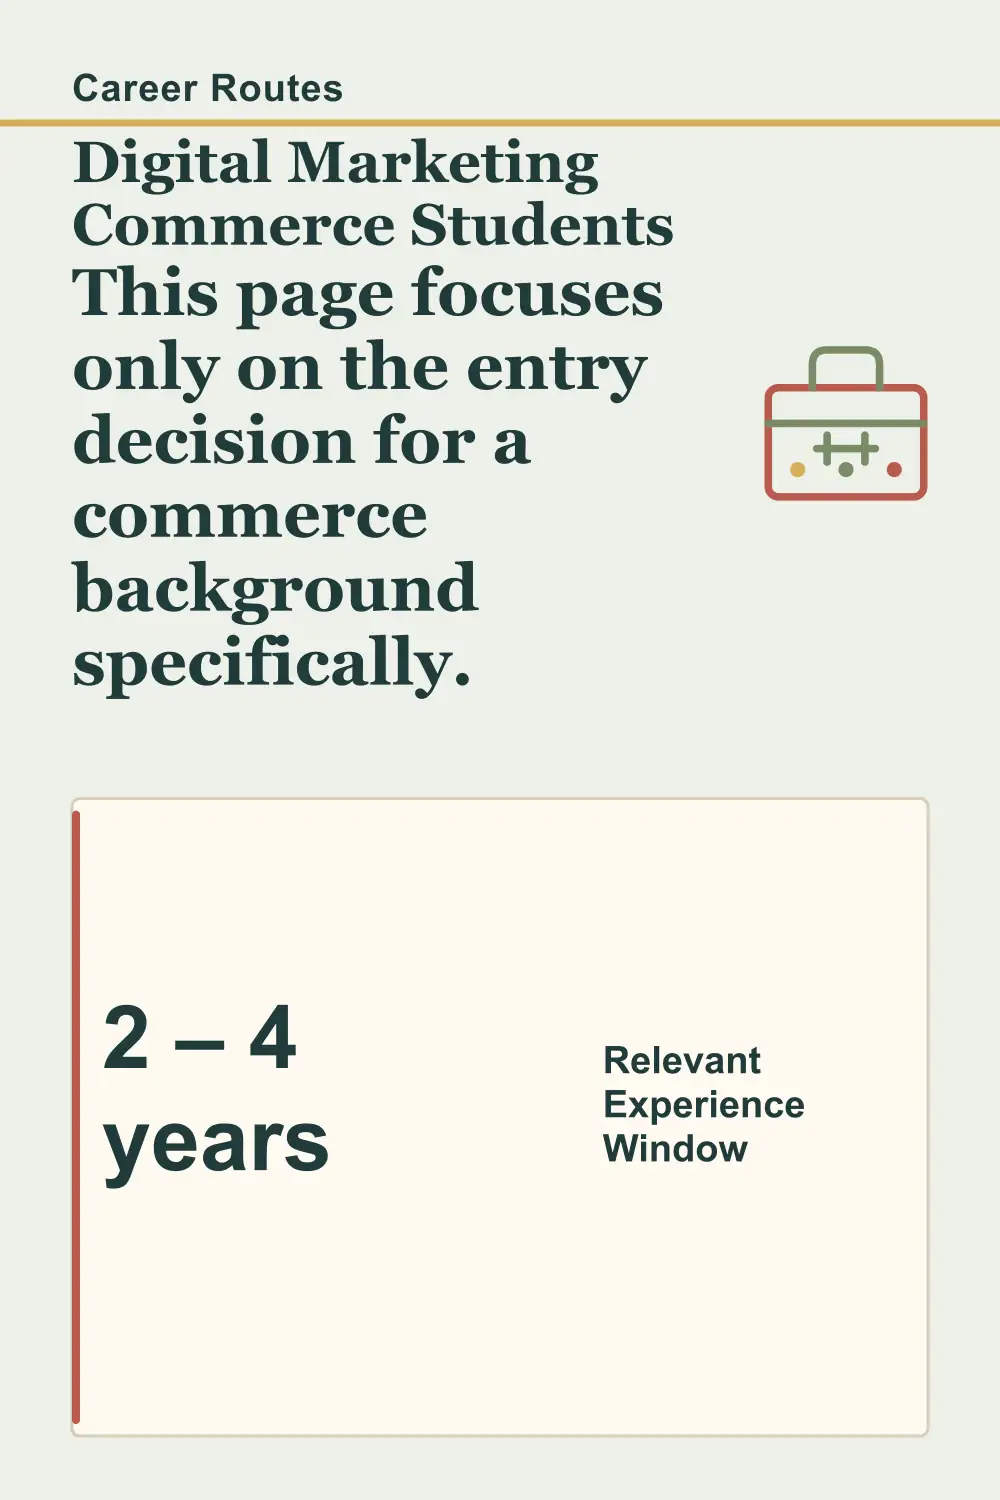 Career Routes
Digital Marketing
Commerce Students
This page focuses
only on the entry
decision for a
commerce
background
specifically.
2 – 4
years
Relevant
Experience
Window